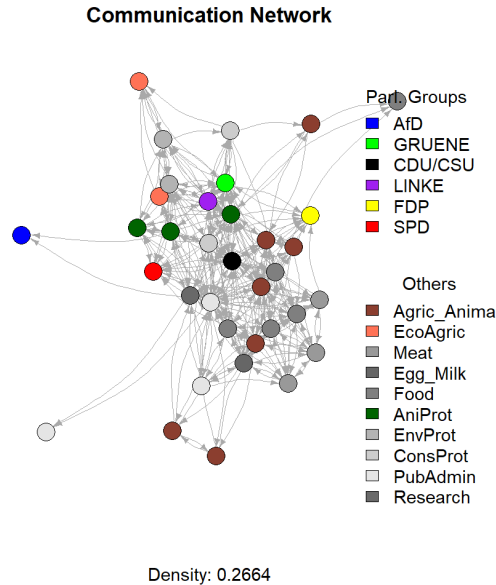 Communication Network
Parl. Groups
AfD
GRUENE
CDU/CSU
LINKE
FDP
SPD
Others
Agric_Anima
EcoAgric
Meat
Egg_Milk
Food
AniProt
EnvProt
ConsProt
PubAdmin
Research
Density: 0.2664